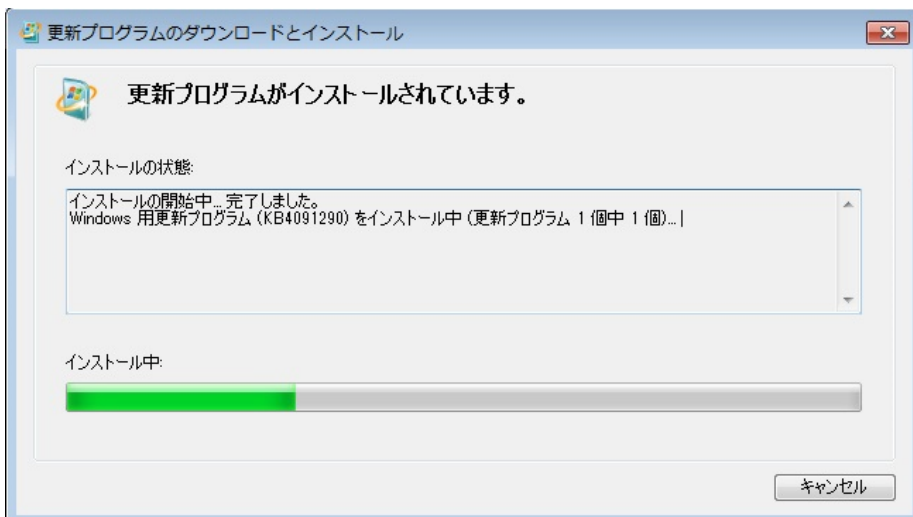 更新プログラムのダウンロードとインストール
更新プログラムがインストールされています。
インストールの状態:
インストールの開始中... 完了しました。
Windows 用更新プログラム (KB4091290) をインストール中 (更新プログラム 1 個中 1 個)...
インストール中:
キャンセル